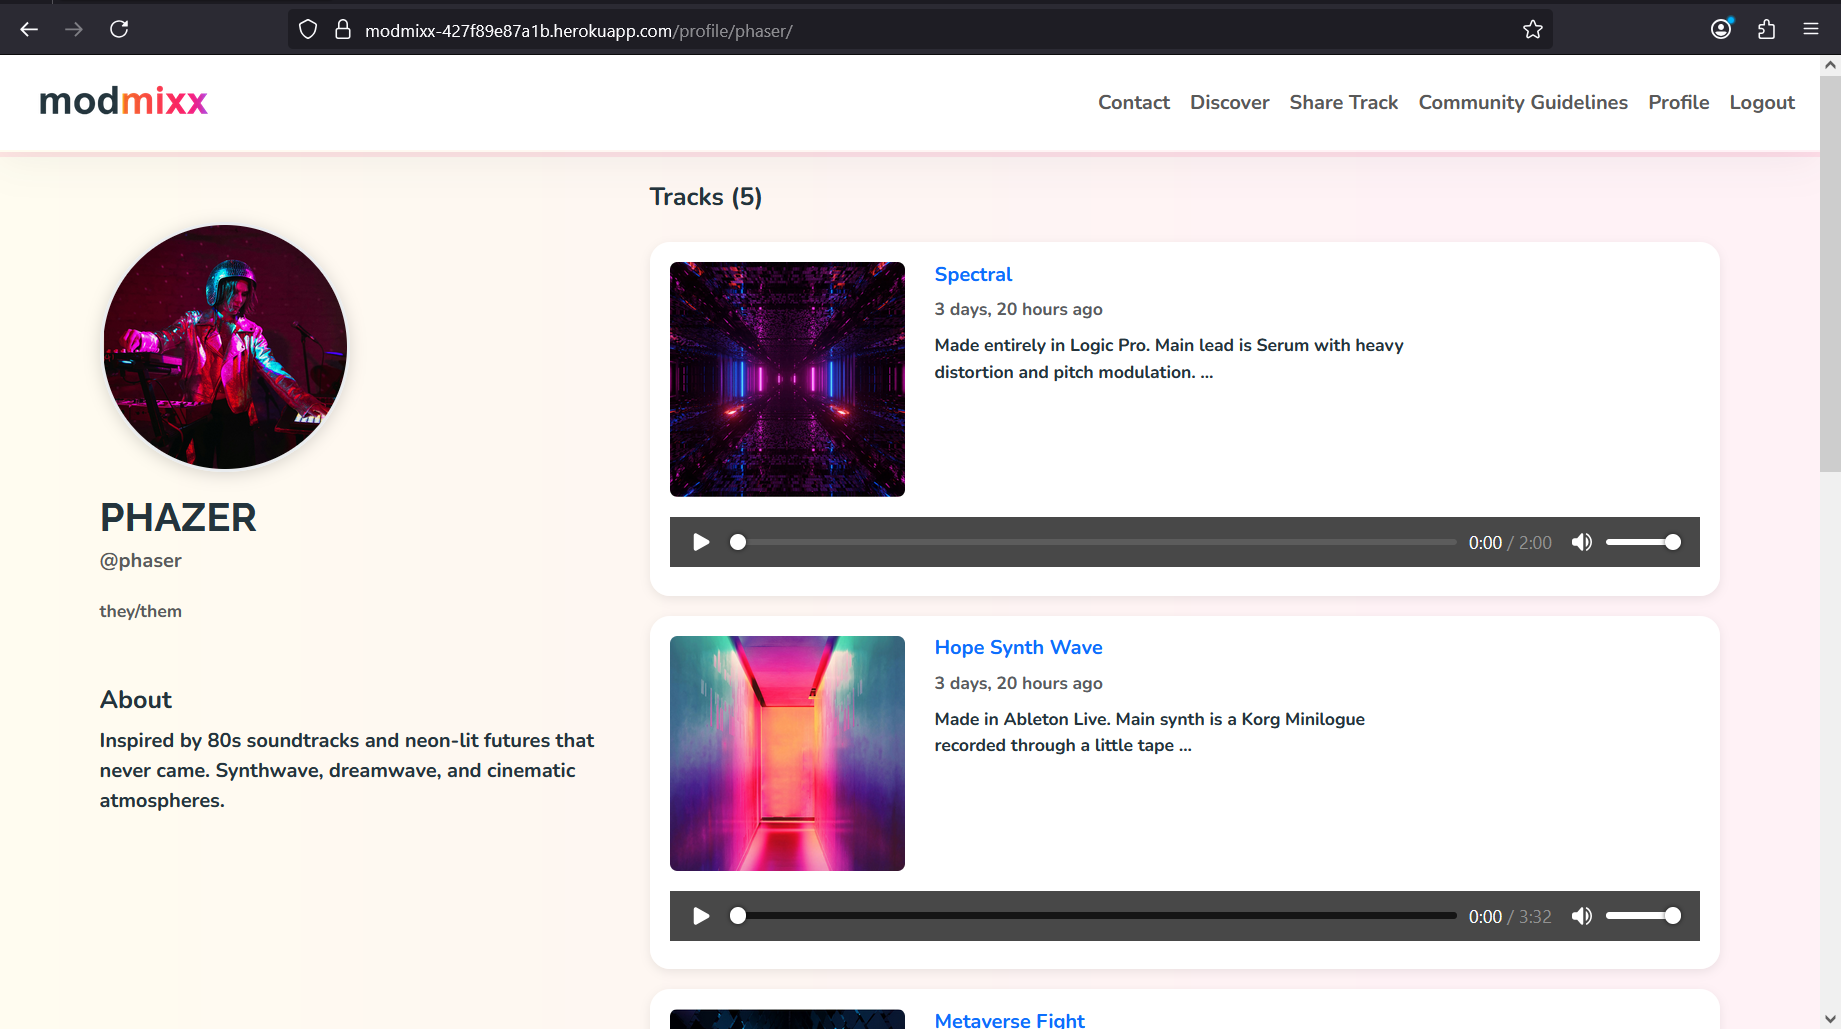 modmixx-427f89e87a1b.herokuapp.com/profile/phaser/
modmixx
Contact Discover Share Track Community Guidelines Profile Logout
PHAZER
@phaser
they/them
About
Inspired by 80s soundtracks and neon-lit futures that
never came. Synthwave, dreamwave, and cinematic
atmospheres.
Tracks (5)
Spectral
3 days, 20 hours ago
Made entirely in Logic Pro. Main lead is Serum with heavy
distortion and pitch modulation. ...
0:00 / 2:00
Hope Synth Wave
3 days, 20 hours ago
Made in Ableton Live. Main synth is a Korg Minilogue
recorded through a little tape ...
0:00 / 3:32
Metaverse Fight